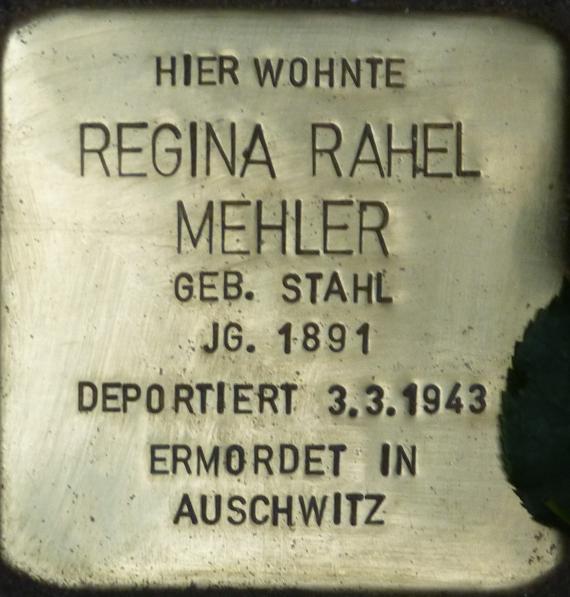 HIER WOHNTE
REGINA RAHEL
MEHLER
GEB. STAHL
JG. 1891
DEPORTIERT 3.3.1943
ERMORDET IN
AUSCHWITZ